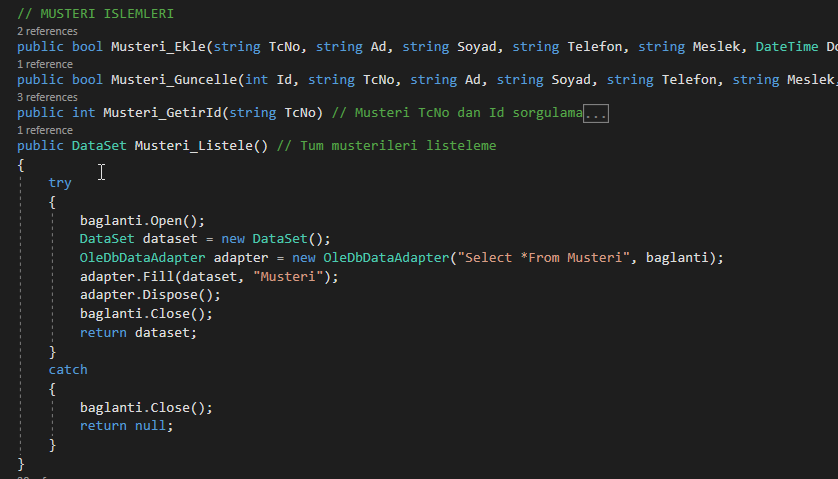 // MUSTERI ISLEMLERI
2 references
public bool Musteri_Ekle(string TcNo, string Ad, string Soyad, string Telefon, string Meslek, DateTime Do
1 reference
public bool Musteri_Guncelle(int Id, string TcNo, string Ad, string Soyad, string Telefon, string Meslek,
3 references
public int Musteri_GetirId(string TcNo) // Musteri TcNo dan Id sorgulama...
1 reference
public DataSet Musteri_Listele() // Tum musterileri listeleme
{
try
{
baglanti.Open();
DataSet dataset = new DataSet();
OleDbDataAdapter adapter = new OleDbDataAdapter("Select *From Musteri", baglanti);
adapter.Fill(dataset, "Musteri");
adapter.Dispose();
baglanti.Close();
return dataset;
}
catch
{
baglanti.Close();
return null;
}
}